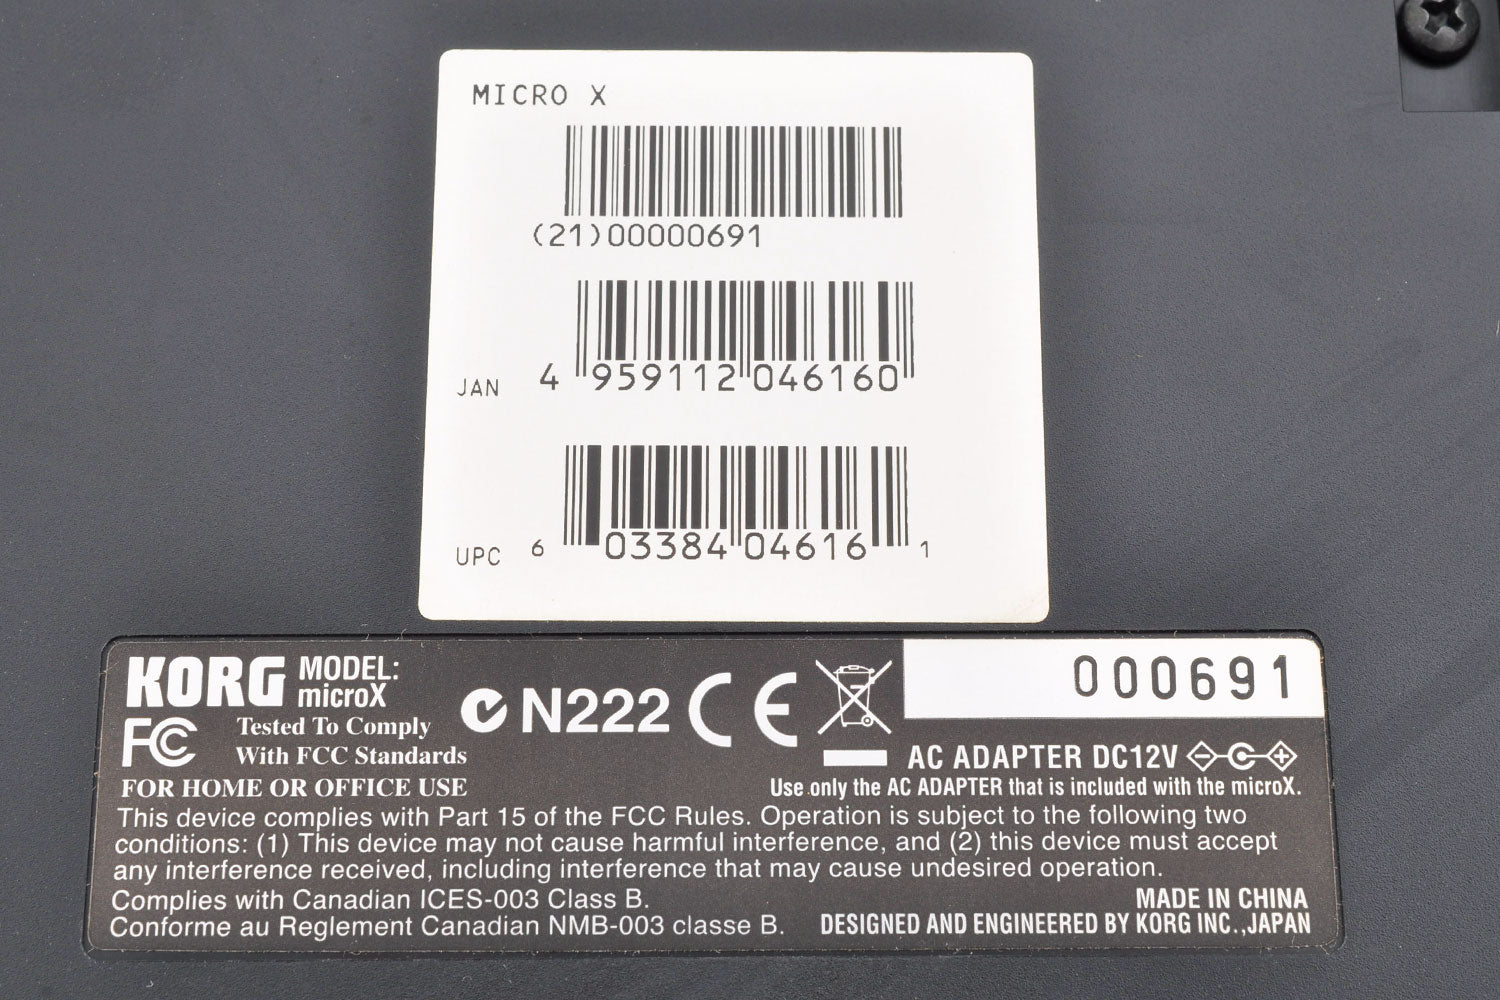 MICRO X
(21)00000691
JAN 4 959112 046160
UPC 6 03384 04616 1
KORG MODEL:
microX
000691
FC Tested To Comply
With FCC Standards
N222 CE
AC ADAPTER DC12V
FOR HOME OR OFFICE USE
Use only the AC ADAPTER that is included with the microX.
This device complies with Part 15 of the FCC Rules. Operation is subject to the following two
conditions: (1) This device may not cause harmful interference, and (2) this device must accept
any interference received, including interference that may cause undesired operation.
Complies with Canadian ICES-003 Class B.
Conforme au Reglement Canadian NMB-003 classe B.
MADE IN CHINA
DESIGNED AND ENGINEERED BY KORG INC.,JAPAN